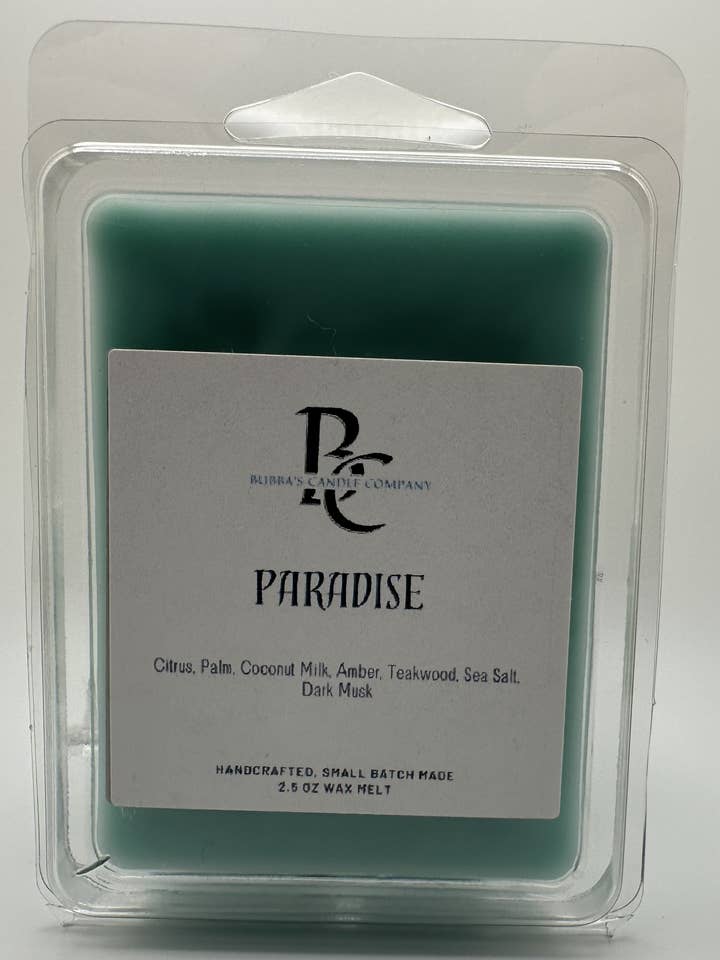 BC
BUBBA'S CANDLE COMPANY
PARADISE
Citrus, Palm, Coconut Milk, Amber, Teakwood, Sea Salt,
Dark Musk
HANDCRAFTED, SMALL BATCH MADE
2.5 OZ WAX MELT